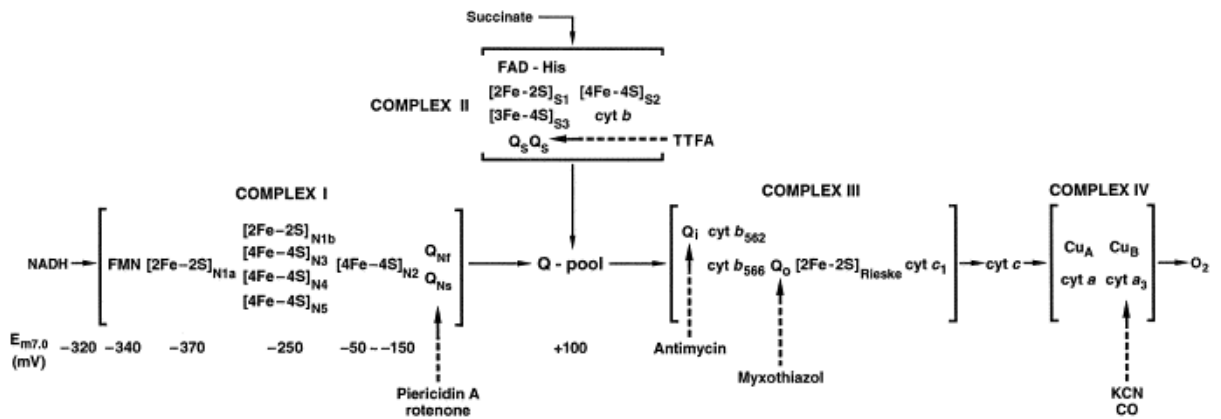 Succinate
FAD - His
[2Fe-2S]S1 [4Fe-4S]S2
COMPLEX II
[3Fe-4S]S3 cyt b
QSQS
TTFA
COMPLEX I
COMPLEX III
COMPLEX IV
[2Fe-2S]N1b
[4Fe-4S]N3
[4Fe-4S]N4
[4Fe-4S]N5
NADH
FMN [2Fe-2S]N1a
[4Fe-4S]N2
QNf
QNs
Q - pool
Qi cyt b562
cyt b566 Qo [2Fe-2S]Rieske cyt c1
cyt c
CuA CuB
cyt a cyt a3
O2
Em7.0 -320 -340 -370 -250 -50 --150 +100
(mV)
Antimycin
Myxothiazol
Piericidin A
rotenone
KCN
CO